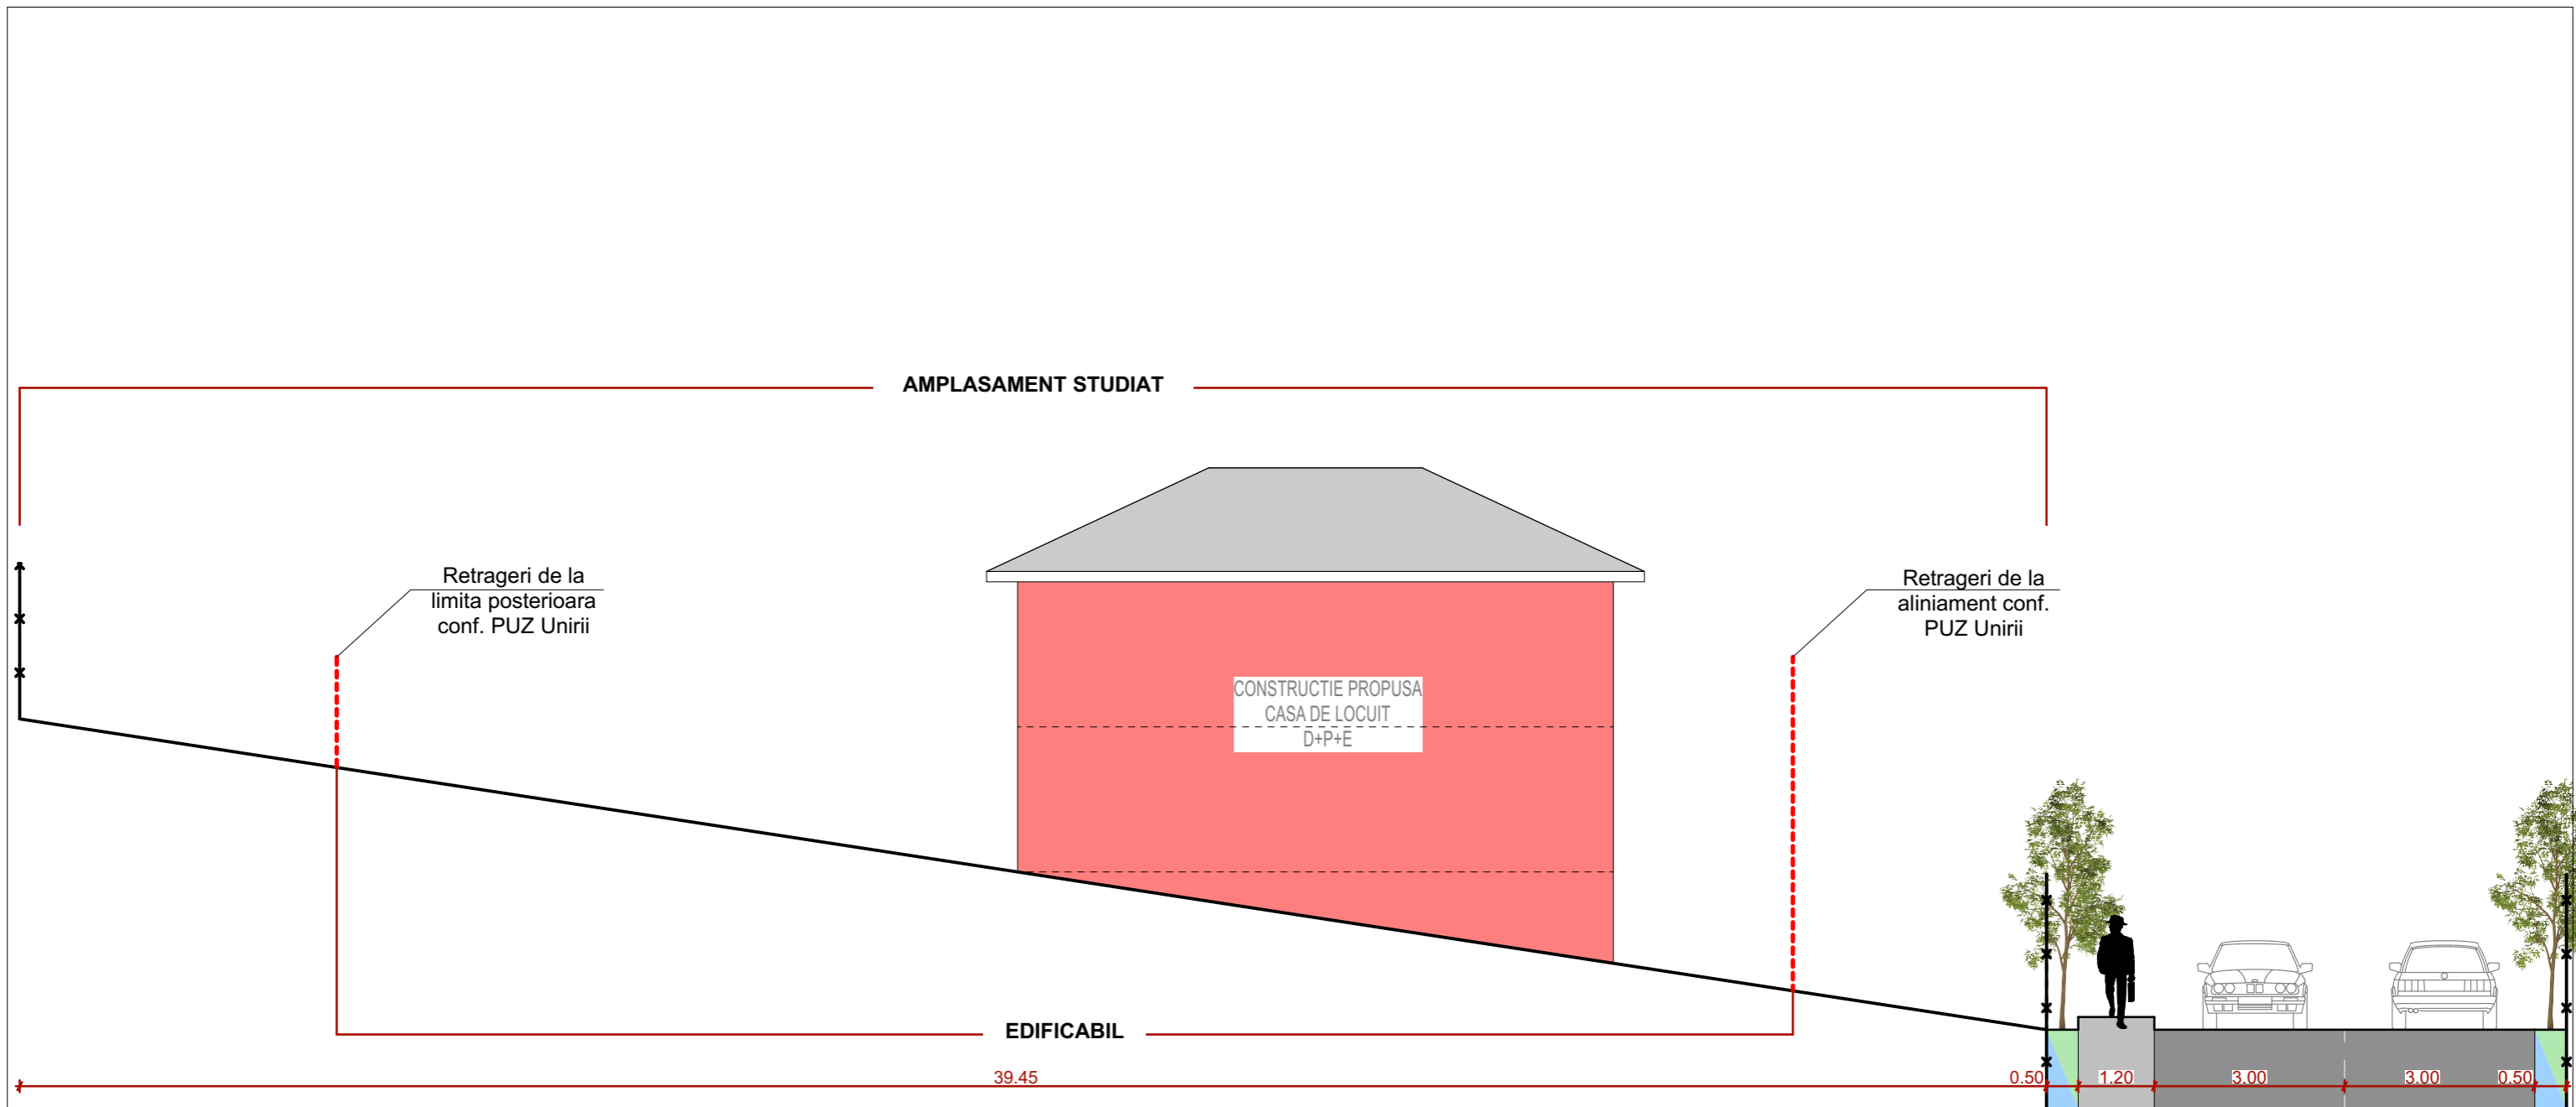 AMPLASAMENT STUDIAT
Retrageri de la
limita posterioara
conf. PUZ Unirii
Retrageri de la
aliniament conf.
PUZ Unirii
CONSTRUCTIE PROPUSA
CASA DE LOCUIT
D+P+E
EDIFICABIL
39.45
0.50
1.20
3.00
3.00
0.50